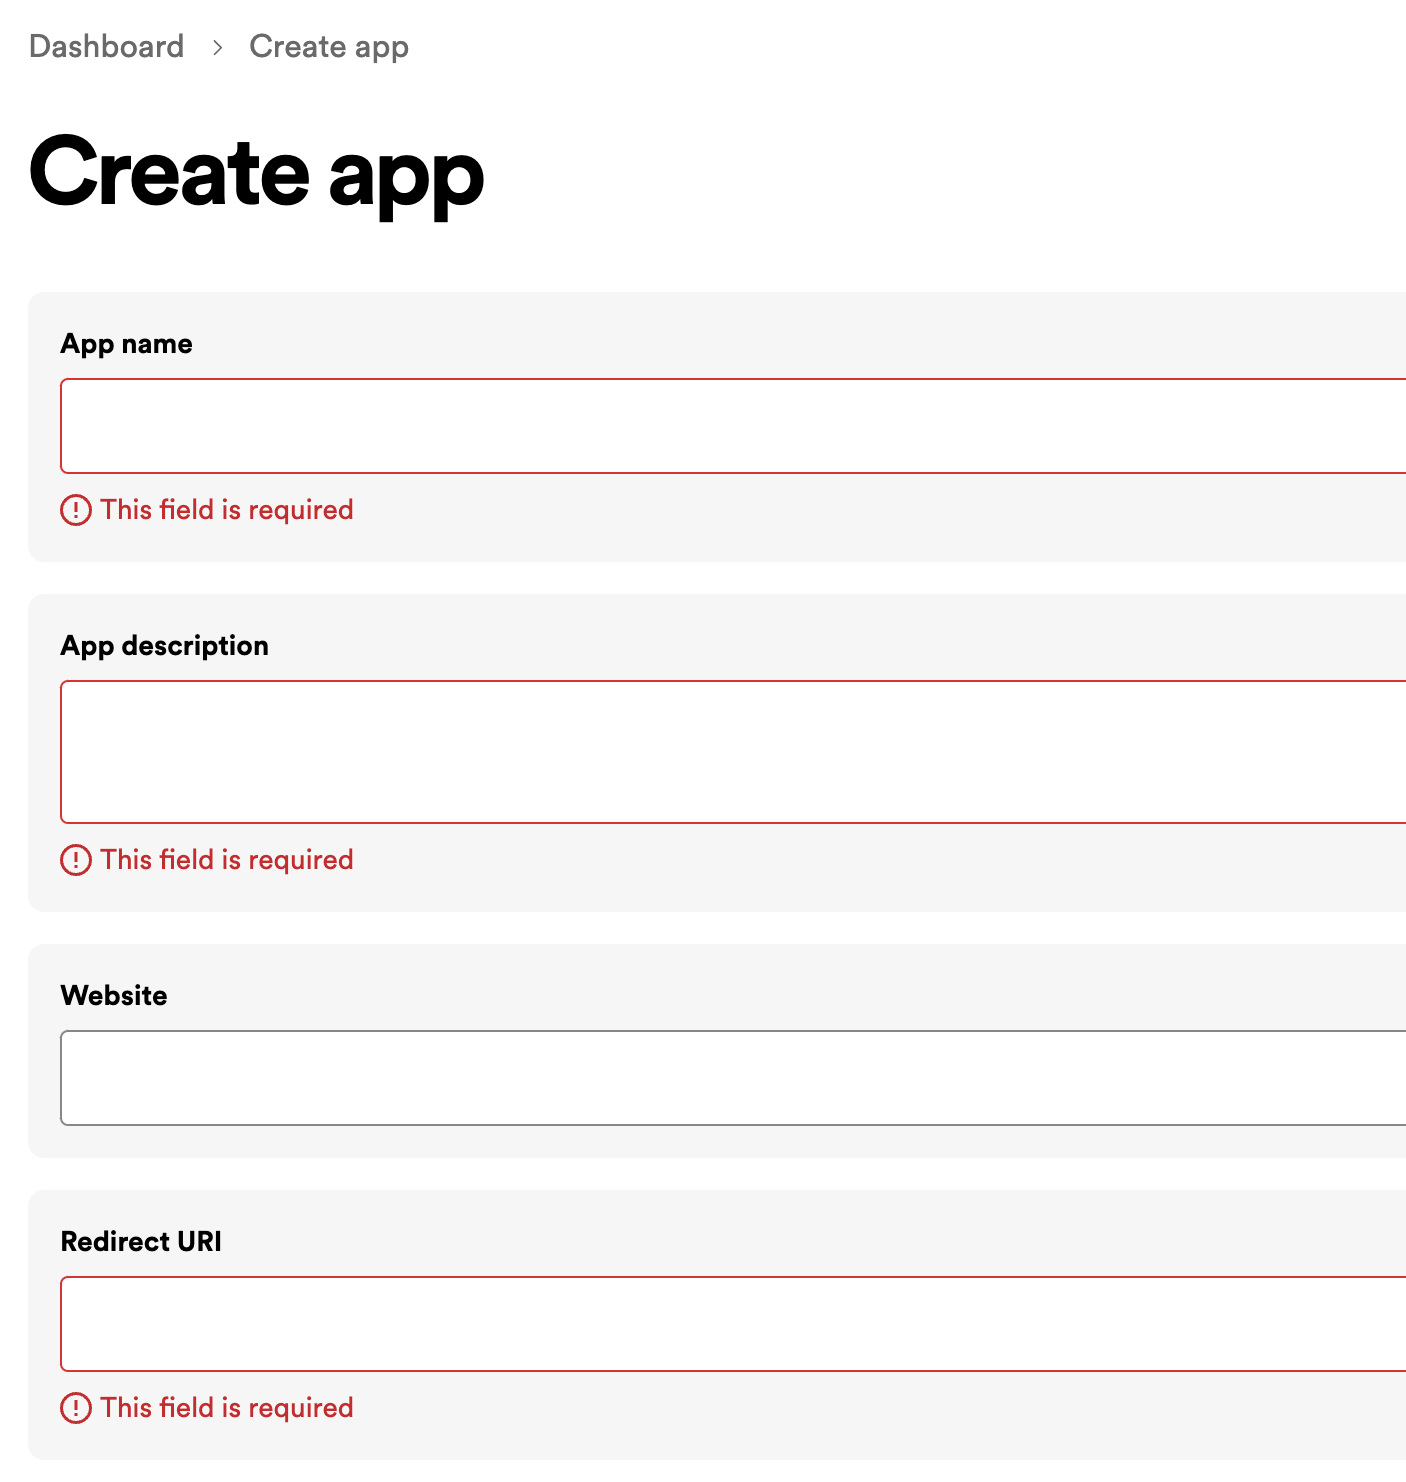 Dashboard > Create app
Create app
App name
This field is required
App description
This field is required
Website
Redirect URI
This field is required